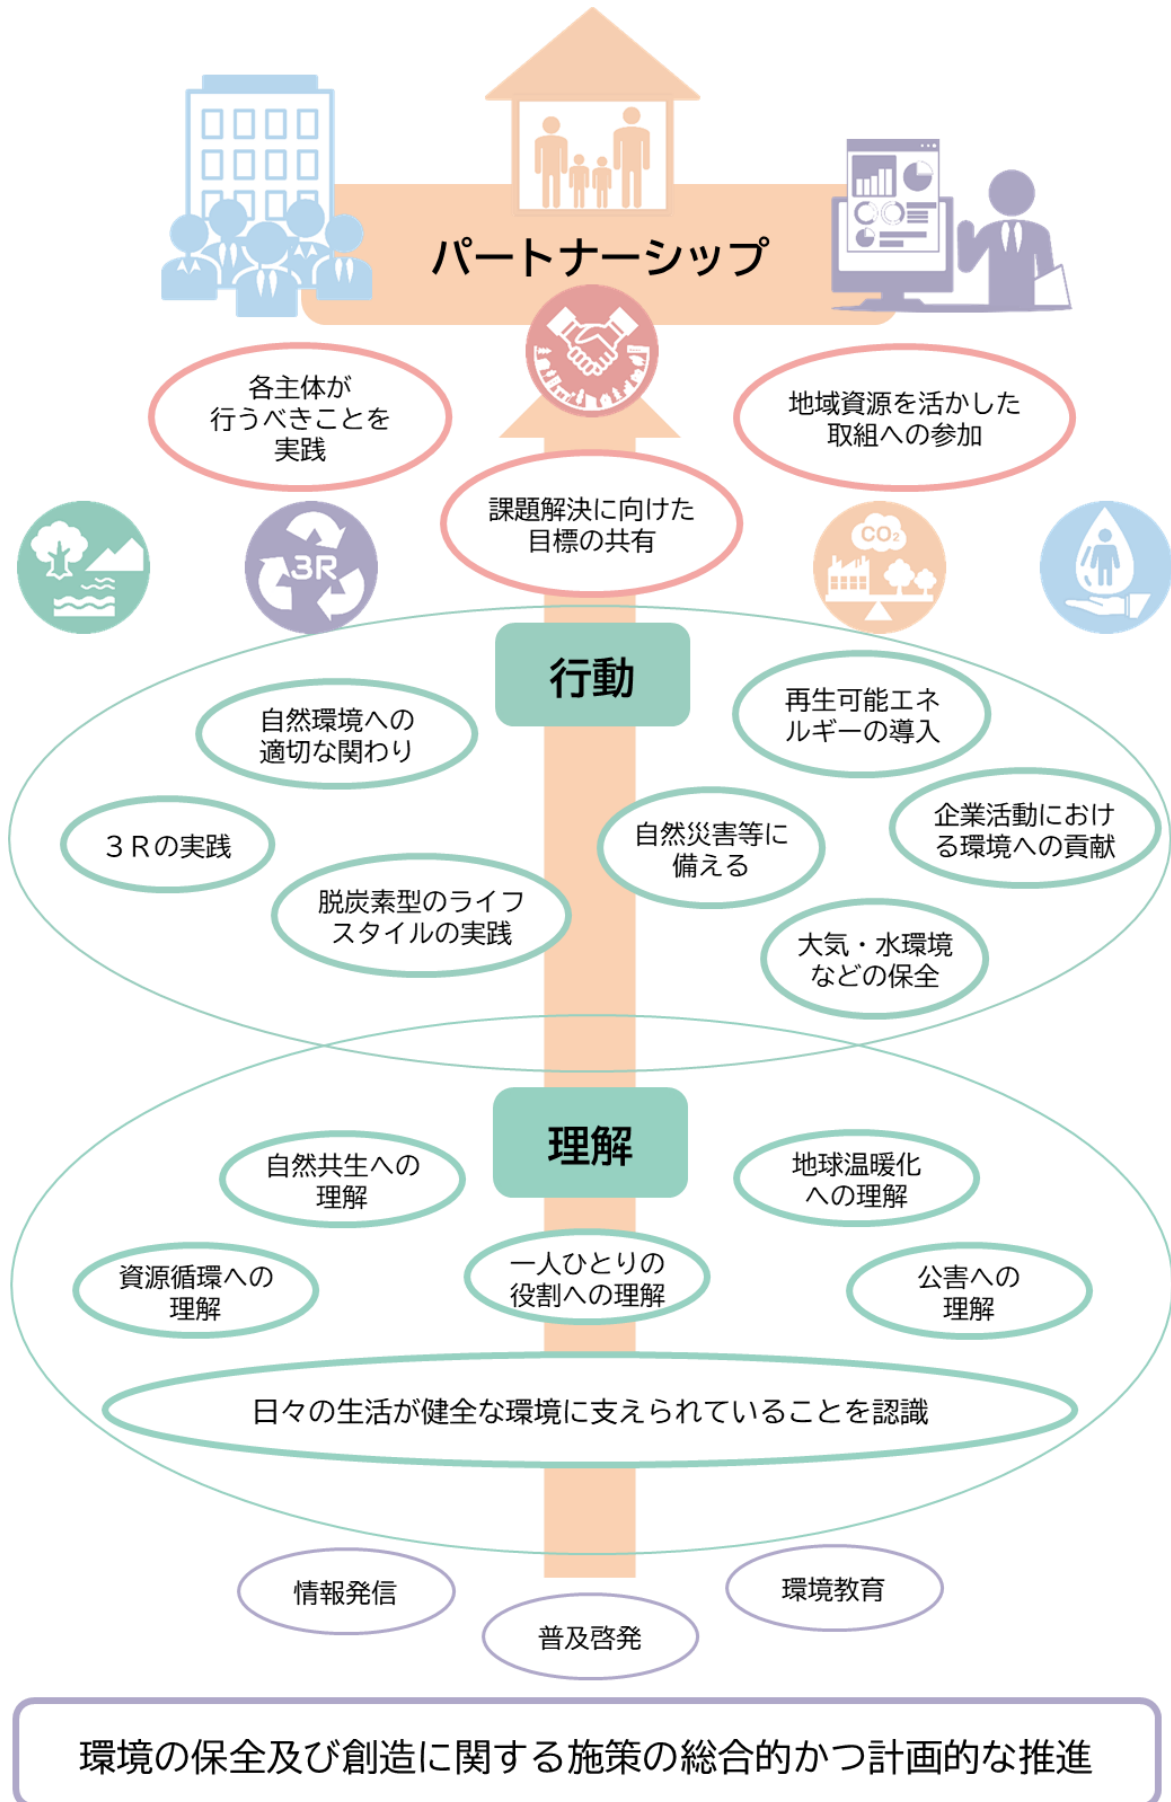 パートナーシップ
各主体が
行うべきことを
実践
地域資源を活かした
取組への参加
課題解決に向けた
目標の共有
3R
CO₂
行動
自然環境への
適切な関わり
再生可能エネ
ルギーの導入
３Ｒの実践
自然災害等に
備える
企業活動におけ
る環境への貢献
脱炭素型のライフ
スタイルの実践
大気・水環境
などの保全
理解
自然共生への
理解
地球温暖化
への理解
資源循環への
理解
一人ひとりの
役割への理解
公害への
理解
日々の生活が健全な環境に支えられていることを認識
情報発信
普及啓発
環境教育
環境の保全及び創造に関する施策の総合的かつ計画的な推進